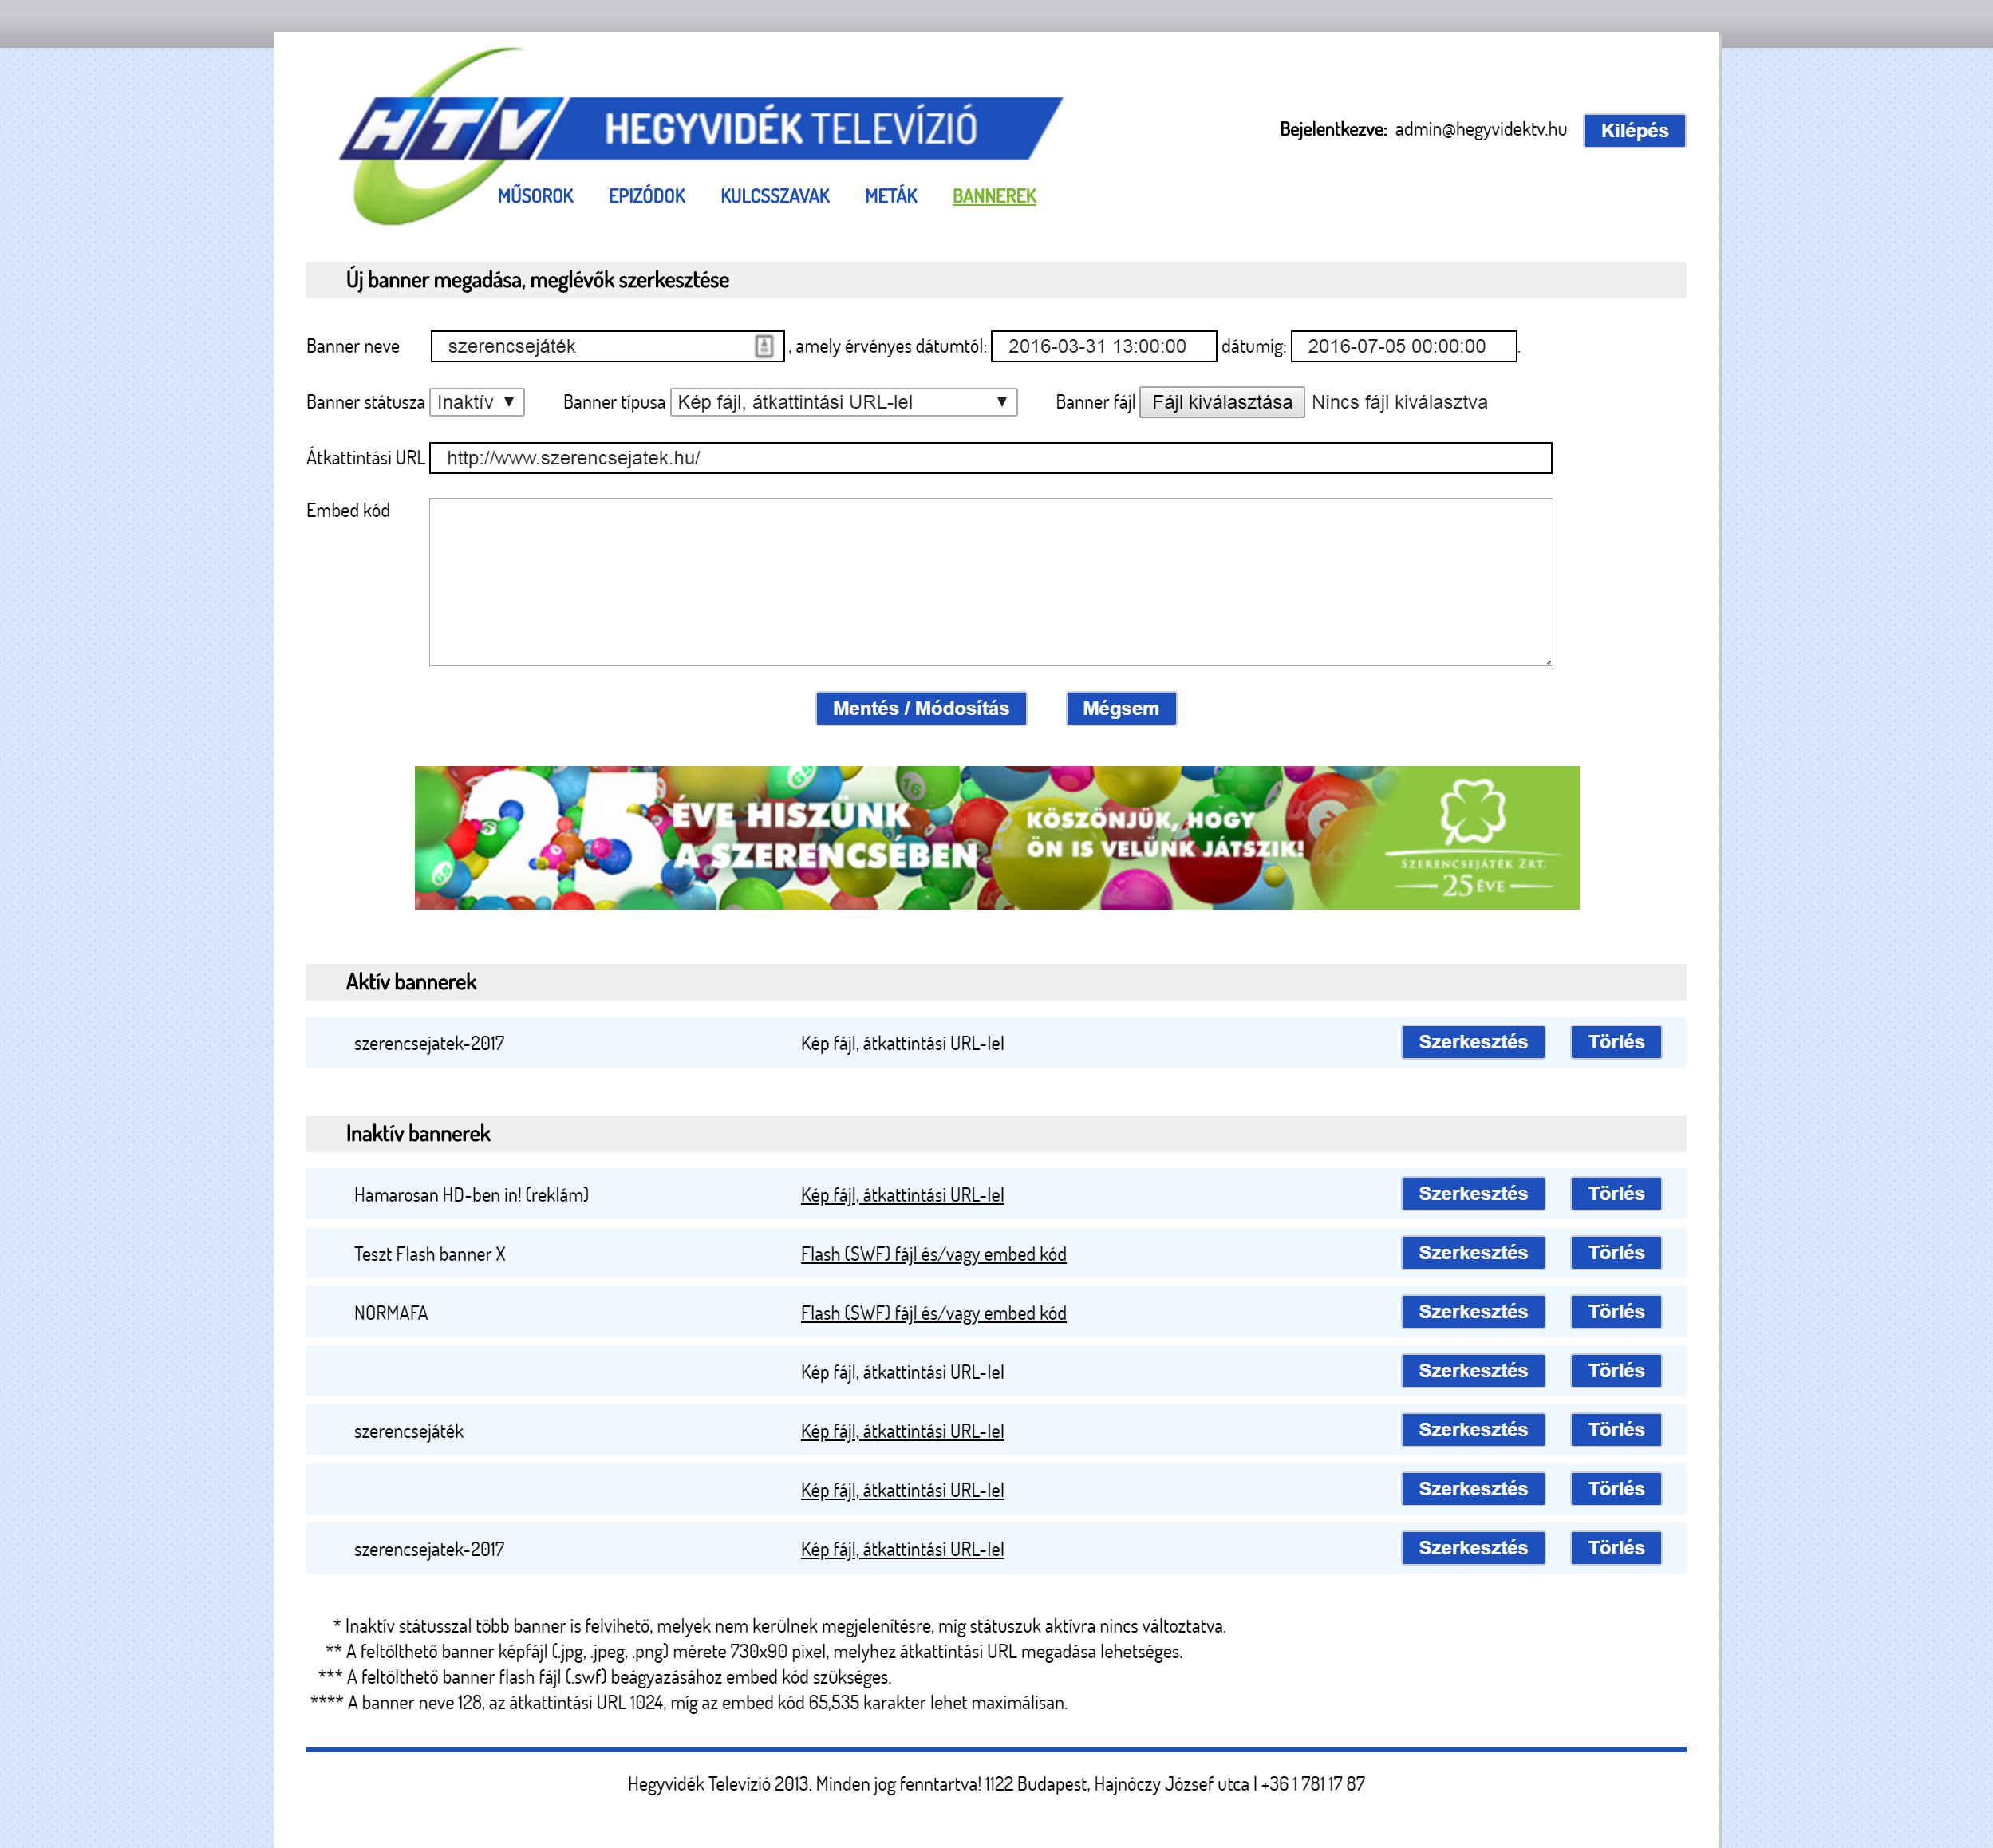 HTV HEGYVIDÉK TELEVÍZIÓ
Bejelentkezve: admin@hegyvidektv.hu Kilépés
MŰSOROK EPIZÓDOK KULCSSZAVAK METÁK BANNEREK
Új banner megadása, meglévők szerkesztése
Banner neve szerencsejáték , amely érvényes dátumtól: 2016-03-31 13:00:00 dátumig: 2016-07-05 00:00:00 .
Banner státusza Inaktív Banner típusa Kép fájl, átkattintási URL-lel Banner fájl Fájl kiválasztása Nincs fájl kiválasztva
Átkattintási URL http://www.szerencsejatek.hu/
Embed kód
Mentés / Módosítás Mégsem
25 ÉVE HISZÜNK
A SZERENCSÉBEN
KÖSZÖNJÜK, HOGY
ÖN IS VELÜNK JÁTSZIK!
SZERENCSEJÁTÉK ZRT.
25 ÉVE
Aktív bannerek
szerencsejatek-2017 Kép fájl, átkattintási URL-lel Szerkesztés Törlés
Inaktív bannerek
Hamarosan HD-ben in! (reklám) Kép fájl, átkattintási URL-lel Szerkesztés Törlés
Teszt Flash banner X Flash (SWF) fájl és/vagy embed kód Szerkesztés Törlés
NORMAFA Flash (SWF) fájl és/vagy embed kód Szerkesztés Törlés
Kép fájl, átkattintási URL-lel Szerkesztés Törlés
szerencsejáték Kép fájl, átkattintási URL-lel Szerkesztés Törlés
Kép fájl, átkattintási URL-lel Szerkesztés Törlés
szerencsejatek-2017 Kép fájl, átkattintási URL-lel Szerkesztés Törlés
* Inaktív státusszal több banner is felvihető, melyek nem kerülnek megjelenítésre, míg státuszuk aktívra nincs változtatva.
** A feltölthető banner képfájl (.jpg, .jpeg, .png) mérete 730x90 pixel, melyhez átkattintási URL megadása lehetséges.
*** A feltölthető banner flash fájl (.swf) beágyazásához embed kód szükséges.
**** A banner neve 128, az átkattintási URL 1024, míg az embed kód 65,535 karakter lehet maximálisan.
Hegyvidék Televízió 2013. Minden jog fenntartva! 1122 Budapest, Hajnóczy József utca | +36 1 781 17 87